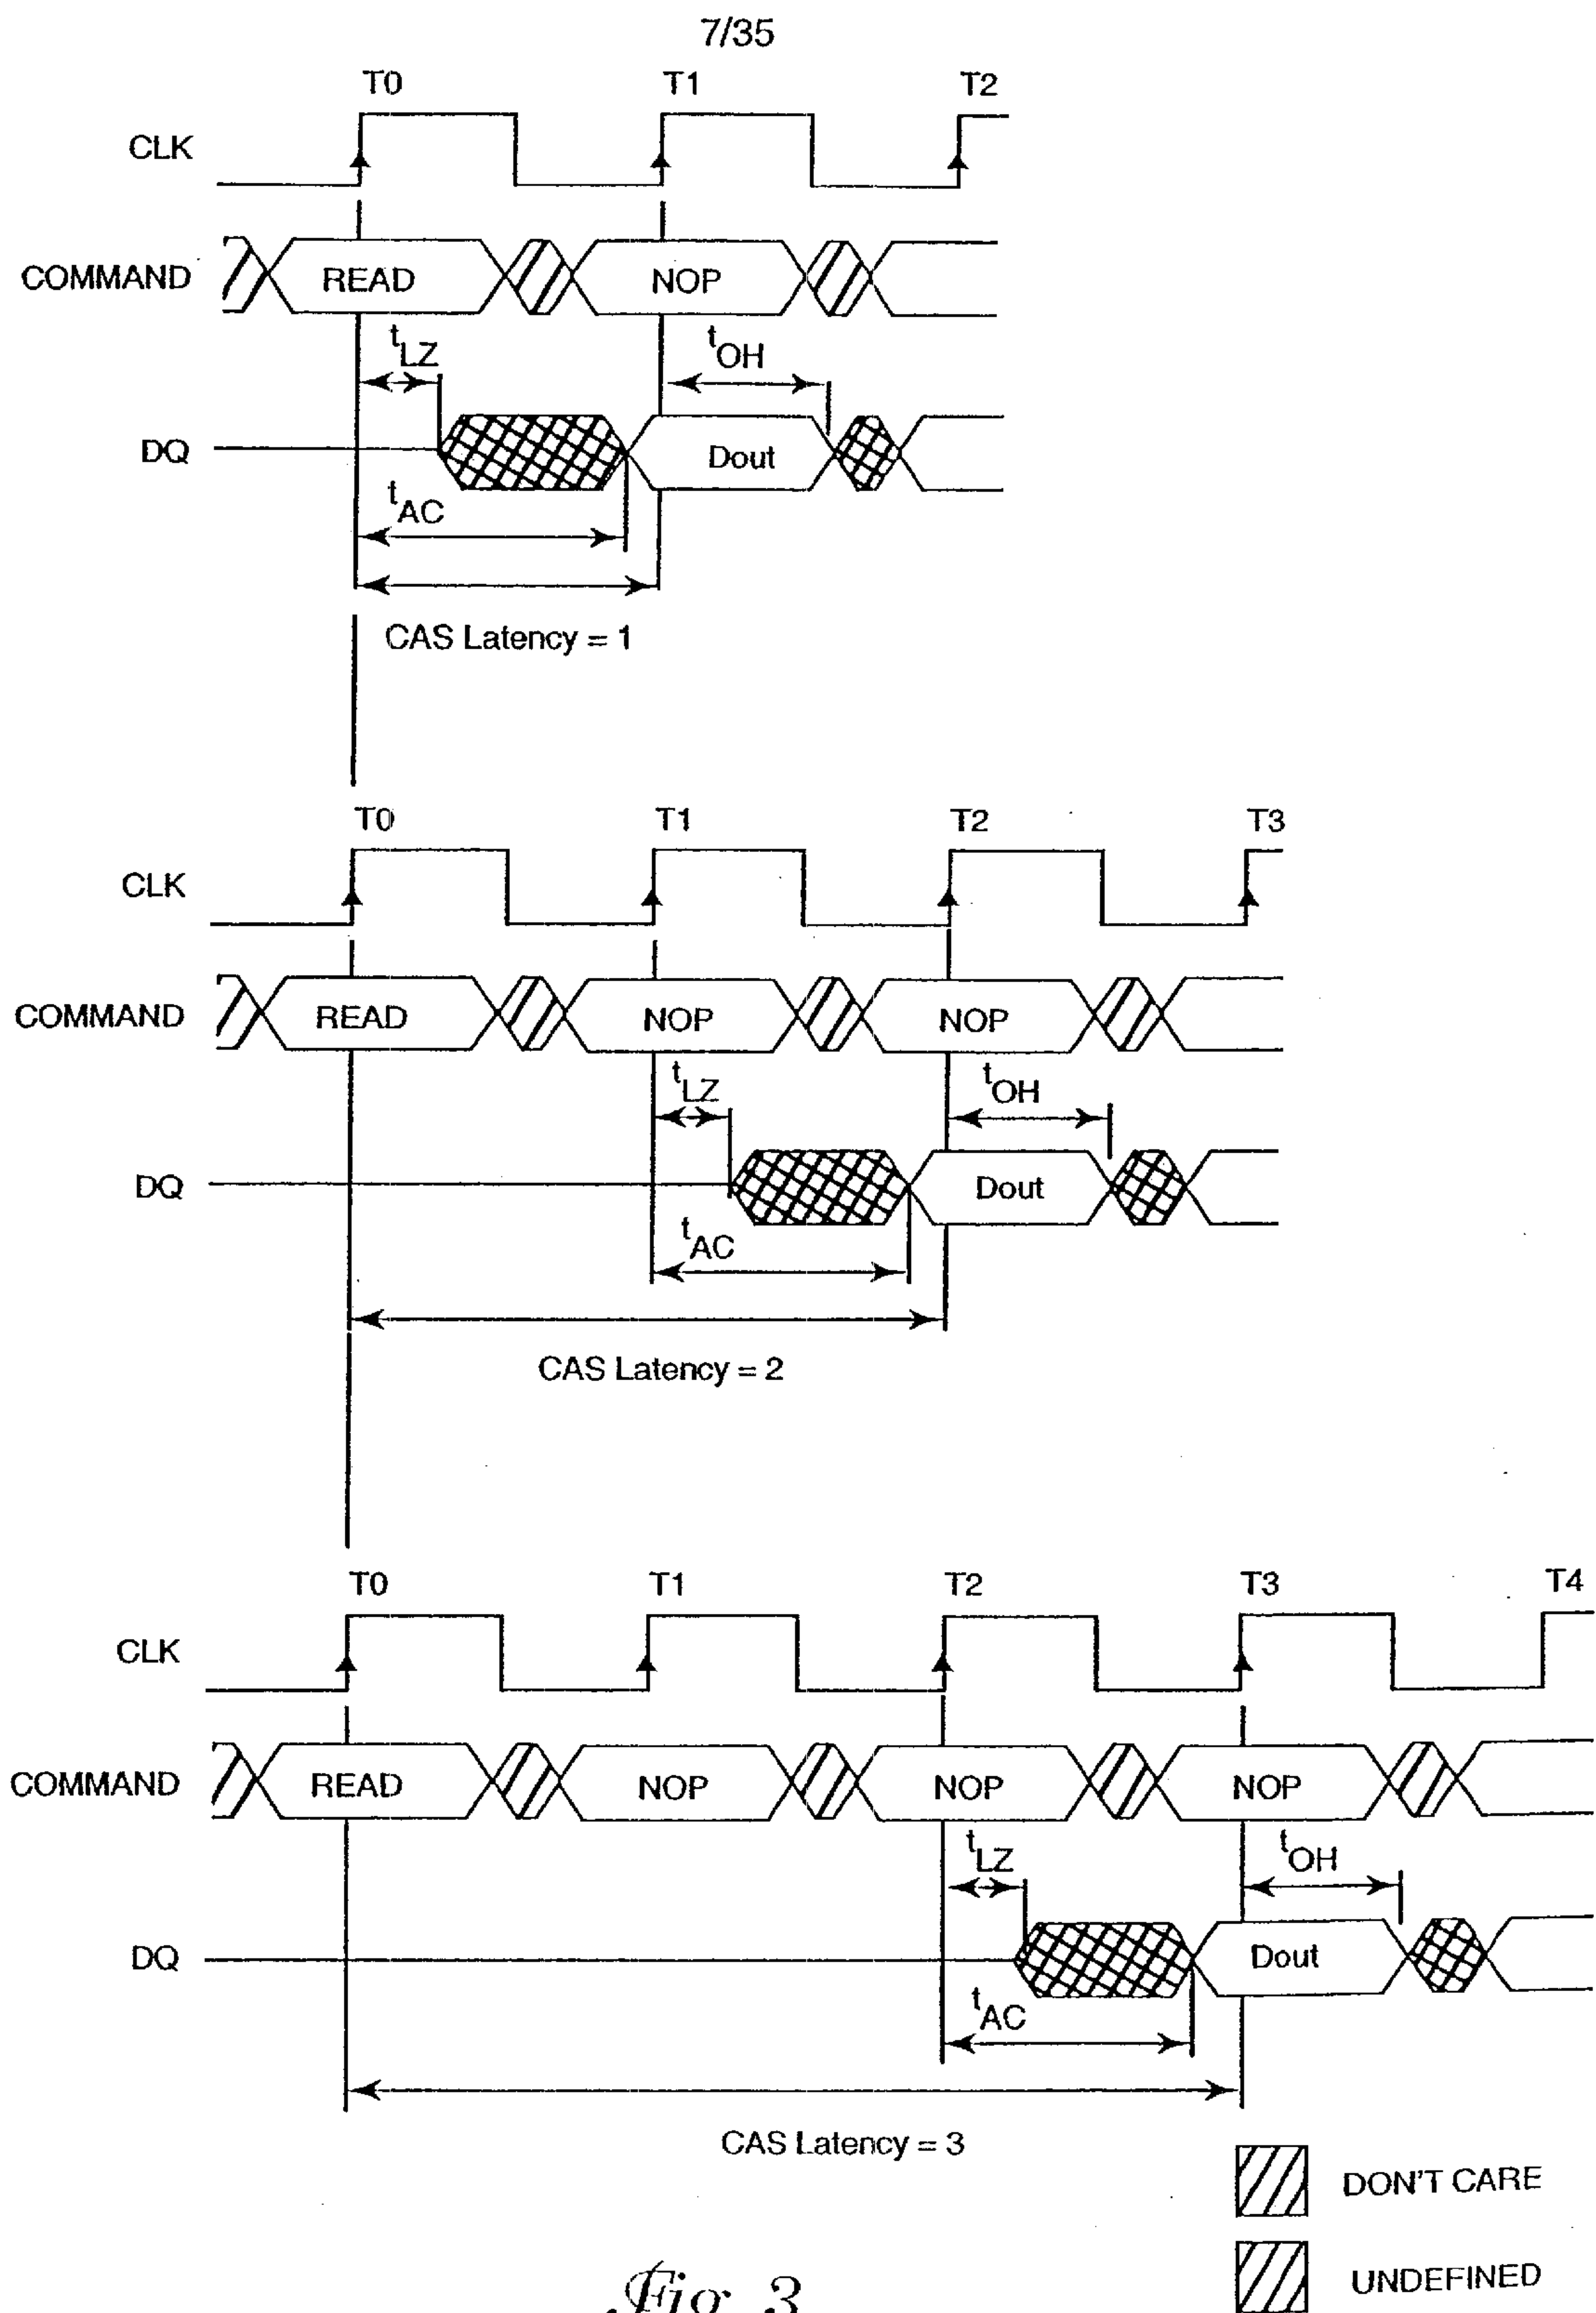 7/35
T0 T1 T2
CLK
COMMAND READ NOP
tLZ tOH
DQ Dout
tAC
CAS Latency = 1
T0 T1 T2 T3
CLK
COMMAND READ NOP NOP
tLZ tOH
DQ Dout
tAC
CAS Latency = 2
T0 T1 T2 T3 T4
CLK
COMMAND READ NOP NOP NOP
tLZ tOH
DQ Dout
tAC
CAS Latency = 3
DON'T CARE
UNDEFINED
Fig. 3